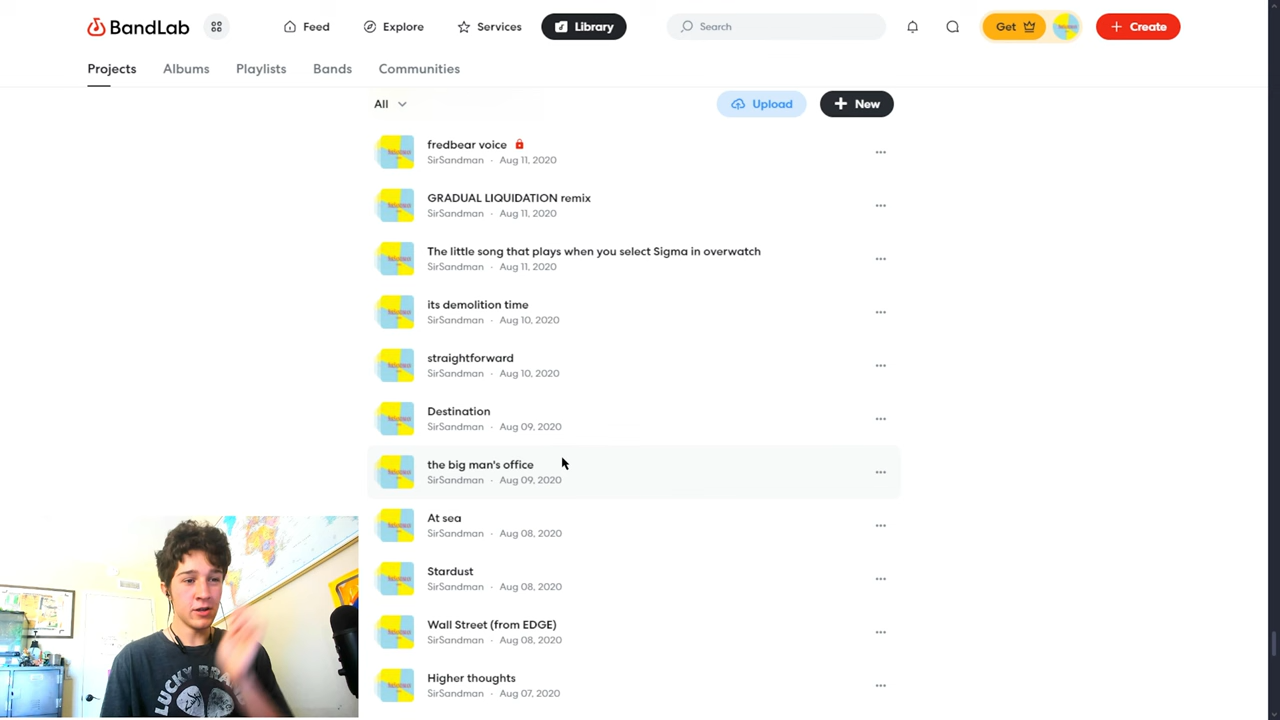 BandLab
Feed
Explore
Services
Library
Search
Get
+ Create
Projects
Albums
Playlists
Bands
Communities
All
Upload
+ New
fredbear voice
SirSandman · Aug 11, 2020
GRADUAL LIQUIDATION remix
SirSandman · Aug 11, 2020
The little song that plays when you select Sigma in overwatch
SirSandman · Aug 11, 2020
its demolition time
SirSandman · Aug 10, 2020
straightforward
SirSandman · Aug 10, 2020
Destination
SirSandman · Aug 09, 2020
the big man's office
SirSandman · Aug 09, 2020
At sea
SirSandman · Aug 08, 2020
Stardust
SirSandman · Aug 08, 2020
Wall Street (from EDGE)
SirSandman · Aug 08, 2020
Higher thoughts
SirSandman · Aug 07, 2020
LUCKY BRA